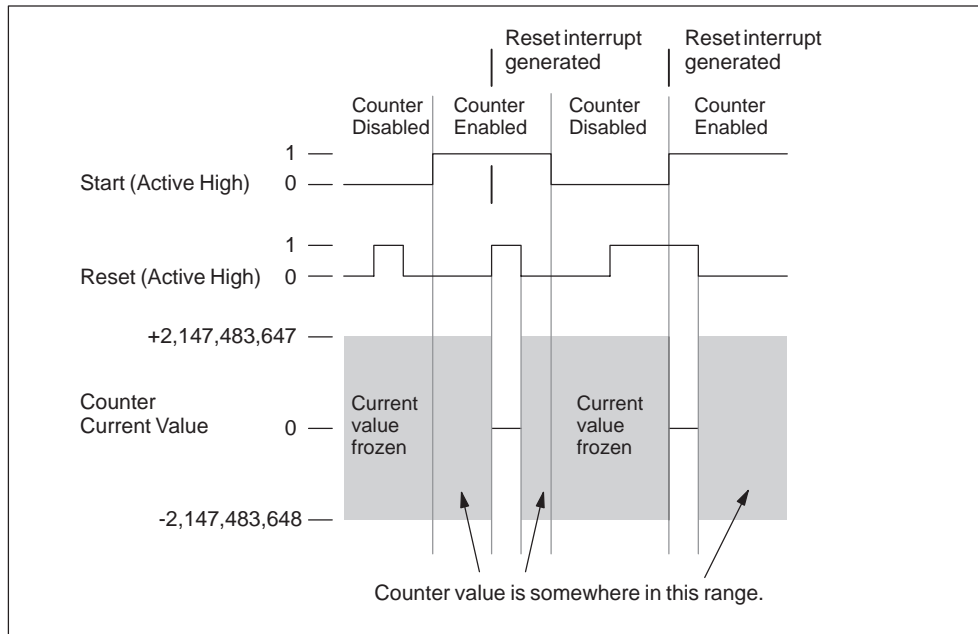 Reset interrupt
generated
Reset interrupt
generated
Counter
Disabled
Counter
Enabled
Counter
Disabled
Counter
Enabled
1
Start (Active High)
0
1
Reset (Active High)
0
+2,147,483,647
Counter
Current Value
0
Current
value
frozen
Current
value
frozen
-2,147,483,648
Counter value is somewhere in this range.